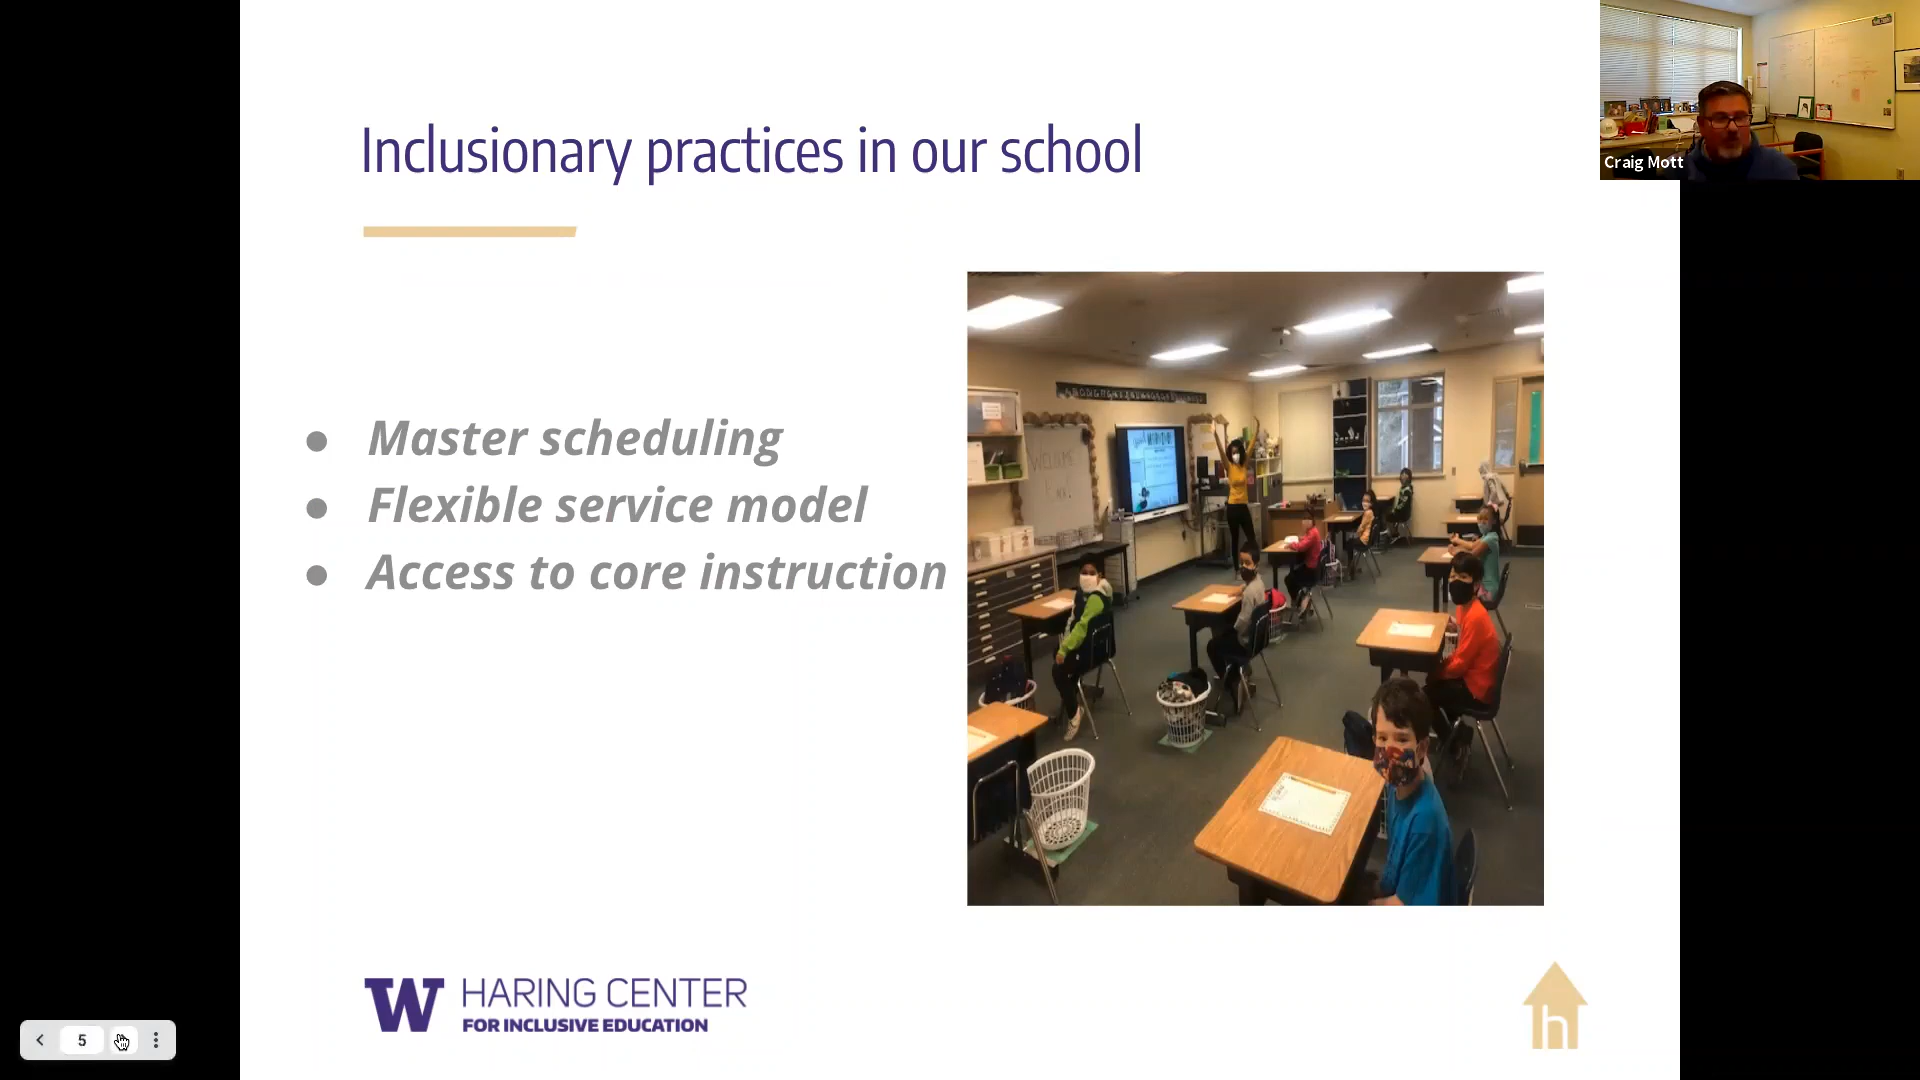 Inclusionary practices in our school
Craig Mott
● Master scheduling
● Flexible service model
● Access to core instruction
WELCOME
W HARING CENTER
FOR INCLUSIVE EDUCATION
h
5